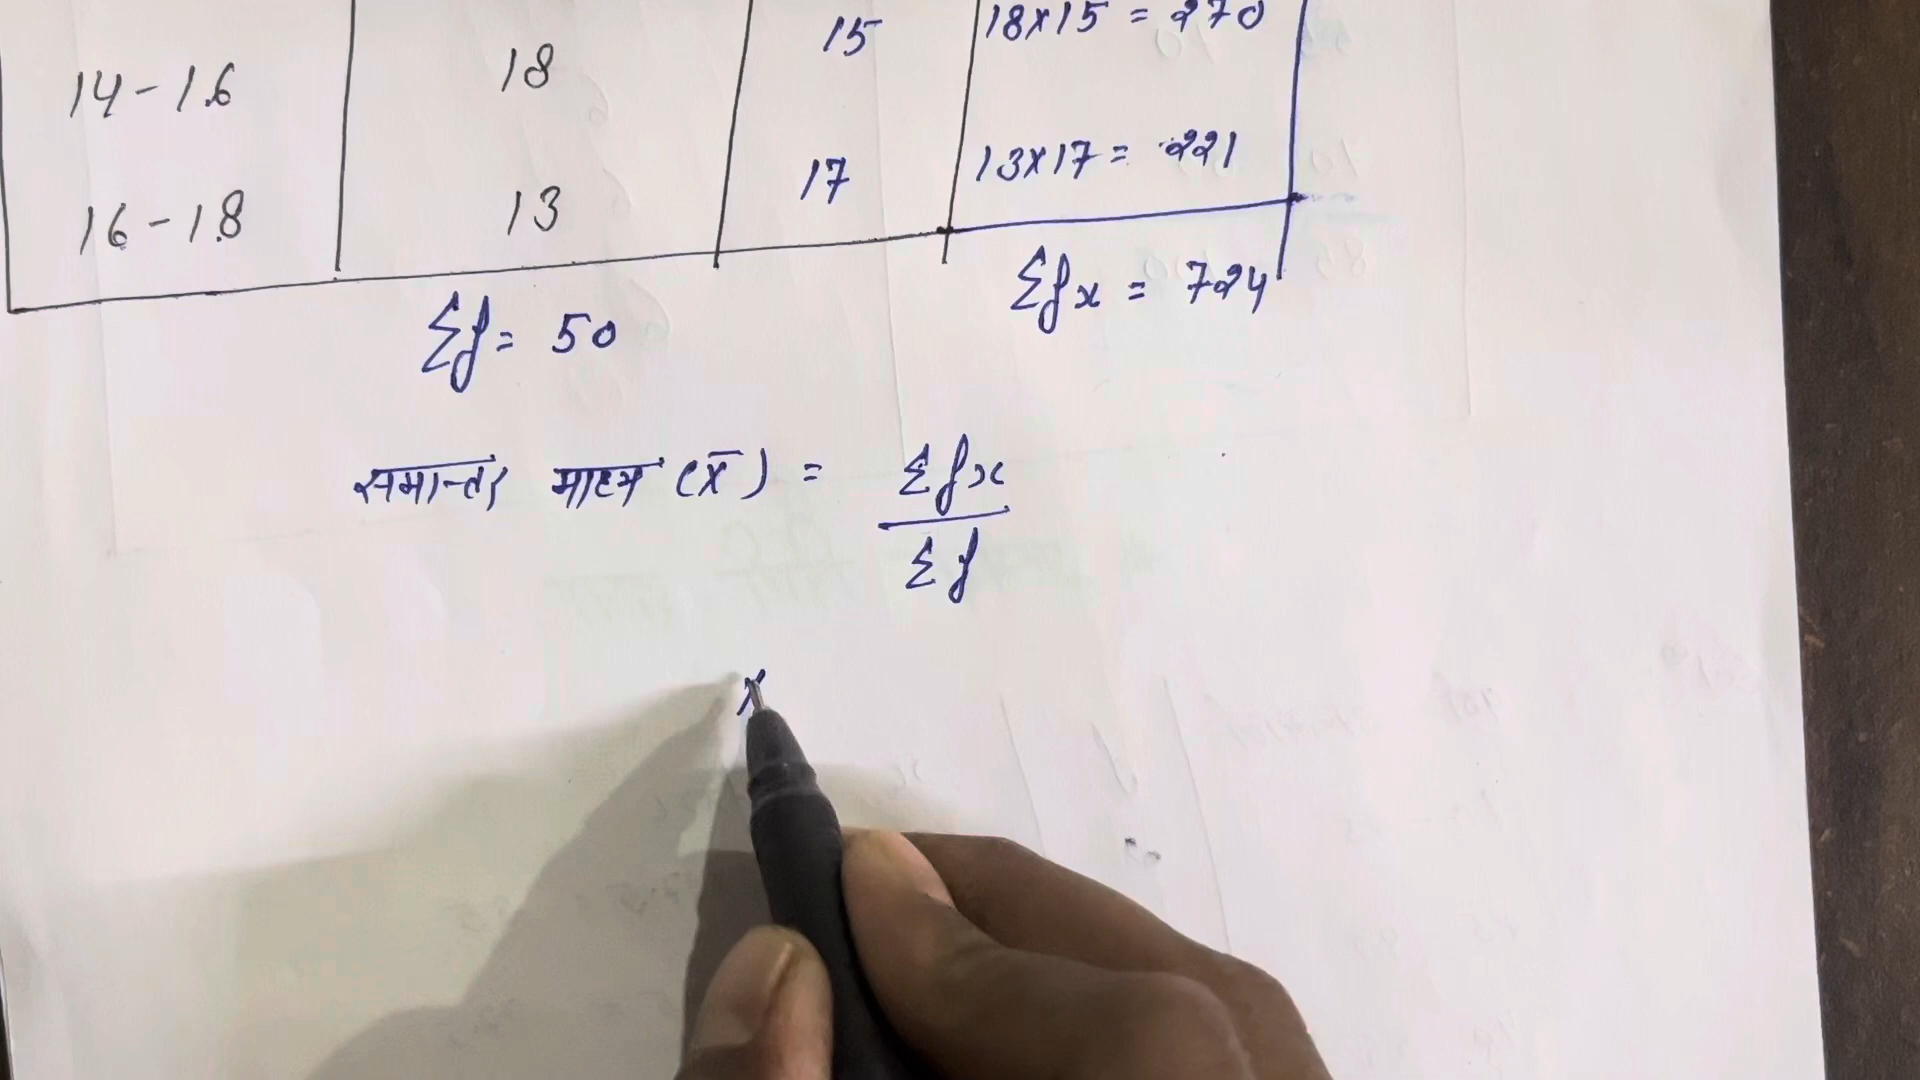 15 18x15 = 270
14-16 18
17 13x17 = 221
16-18 13
Σfx = 724
Σf = 50
समान्तर माध्य (x̄) = Σfx
Σf
x